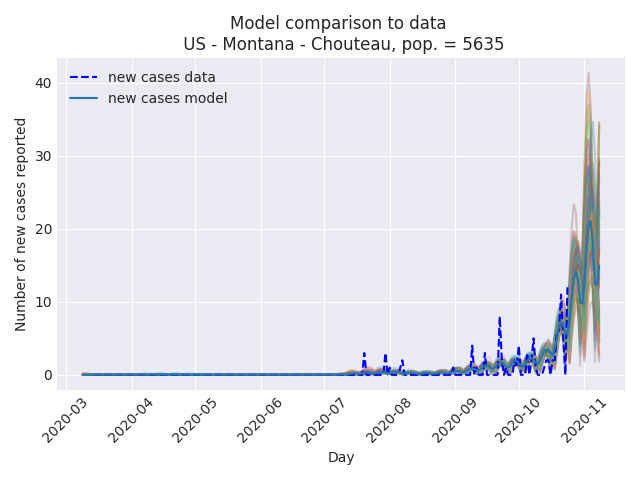 Model comparison to data
US - Montana - Chouteau, pop. = 5635
new cases data
new cases model
Number of new cases reported
40
30
20
10
0
2020-03
2020-04
2020-05
2020-06
2020-07
2020-08
2020-09
2020-10
2020-11
Day